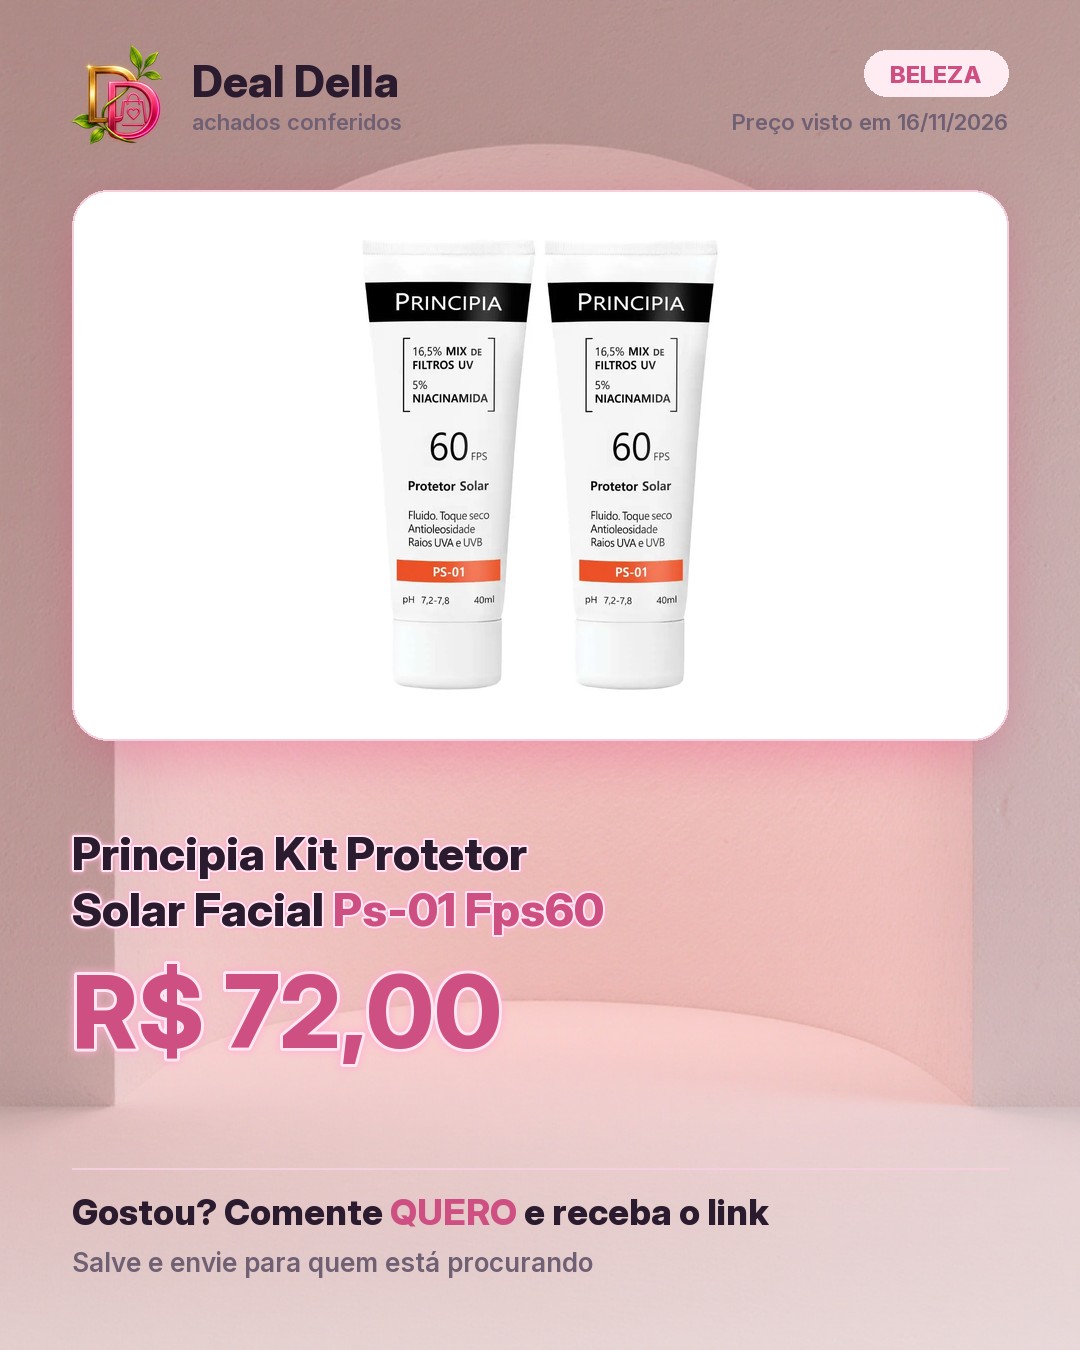 Deal Della
achados conferidos
BELEZA
Preço visto em 16/11/2026
PRINCIPIA
16,5% MIX DE
FILTROS UV
5%
NIACINAMIDA
60 FPS
Protetor Solar
Fluido. Toque seco
Antioleosidade
Raios UVA e UVB
PS-01
pH 7,2-7,8 40ml
PRINCIPIA
16,5% MIX DE
FILTROS UV
5%
NIACINAMIDA
60 FPS
Protetor Solar
Fluido. Toque seco
Antioleosidade
Raios UVA e UVB
PS-01
pH 7,2-7,8 40ml
Principia Kit Protetor
Solar Facial Ps-01 Fps60
R$ 72,00
Gostou? Comente QUERO e receba o link
Salve e envie para quem está procurando